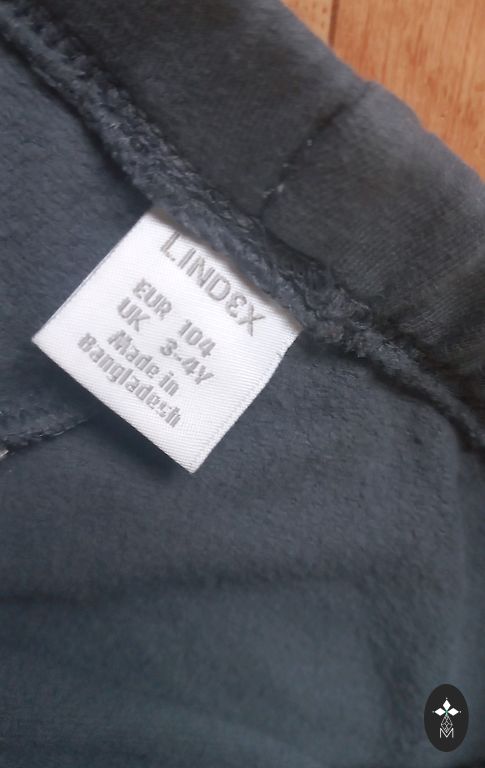 LINDEX
EUR 104
UK 3-4Y
Made in
Bangladesh
M